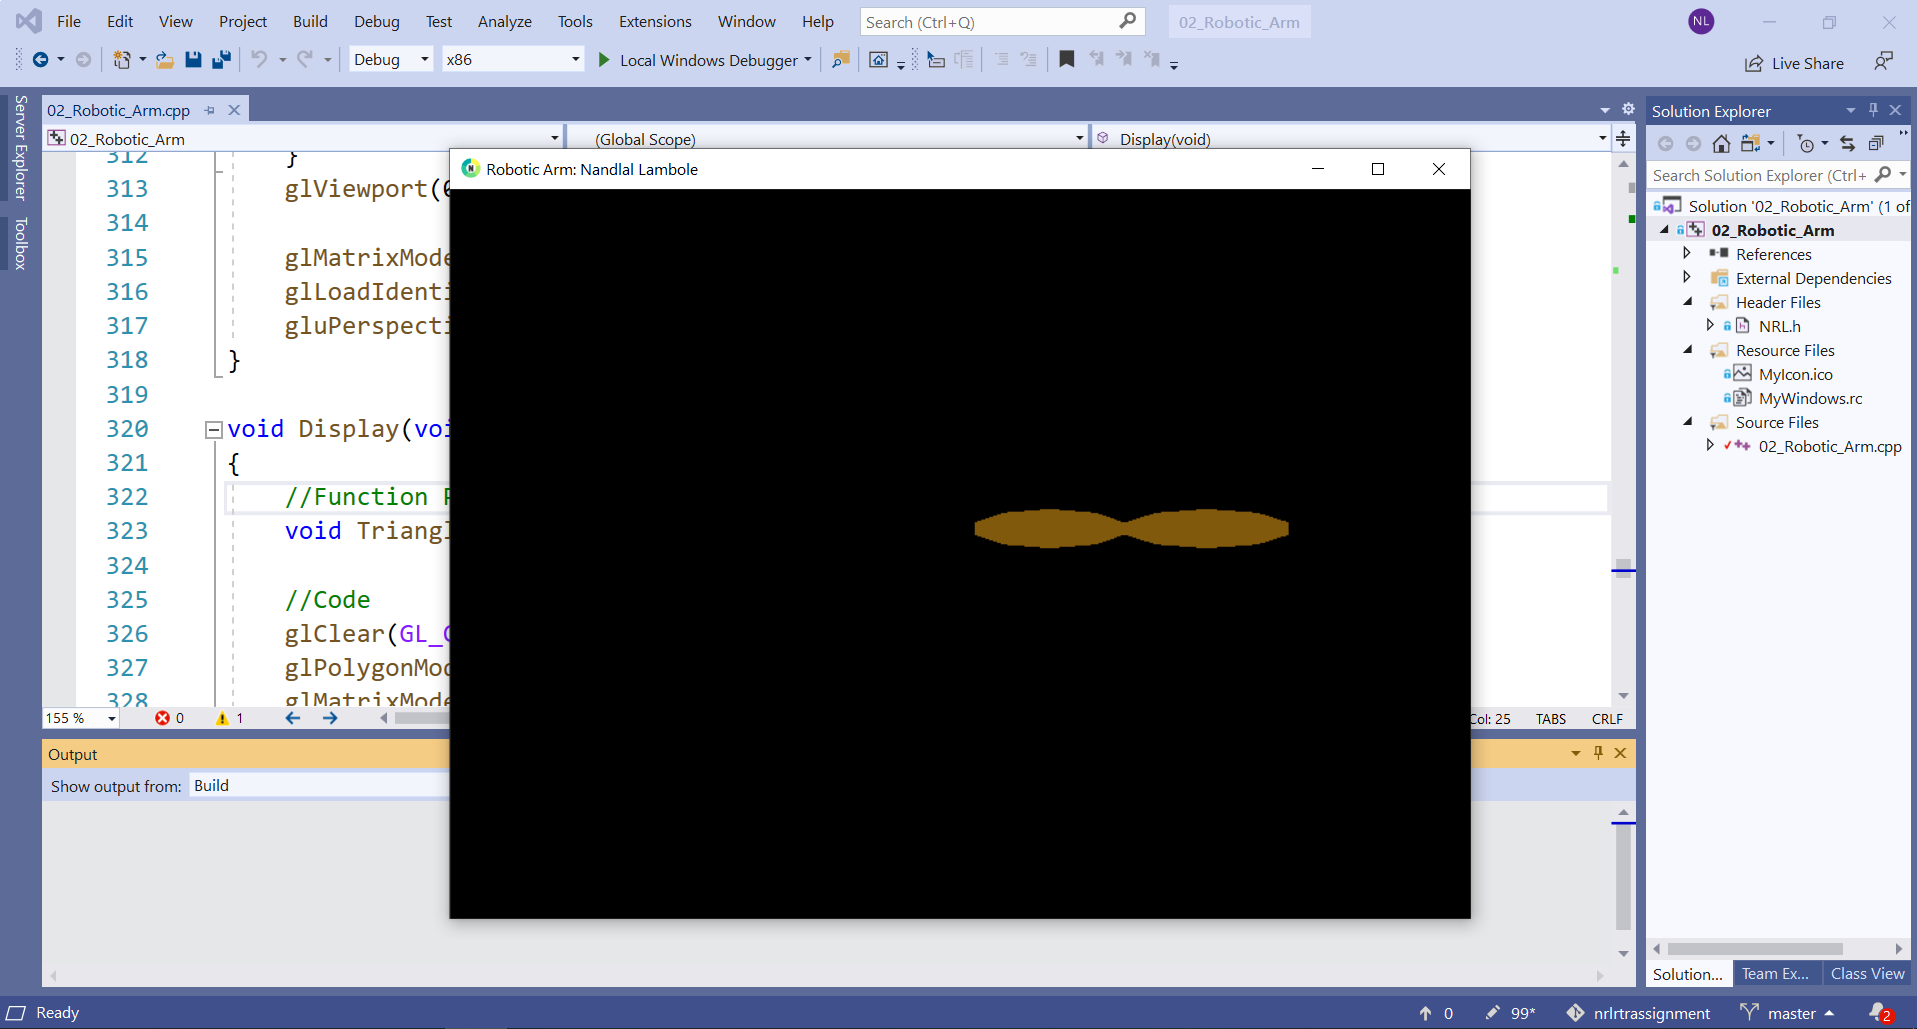 File Edit View Project Build Debug Test Analyze Tools Extensions Window Help Search (Ctrl+Q) 02_Robotic_Arm NL
Debug x86 Local Windows Debugger Live Share
Server Explorer
Toolbox
02_Robotic_Arm.cpp
02_Robotic_Arm (Global Scope) Display(void)
Robotic Arm: Nandlal Lambole
312 }
313 glViewport(
314
315 glMatrixMode
316 glLoadIdenti
317 gluPerspecti
318 }
319
320 void Display(voi
321 {
322 //Function
323 void Triangl
324
325 //Code
326 glClear(GL_
327 glPolygonMod
328 glMatrixMode
155 % 0 1 Col: 25 TABS CRLF
Output
Show output from: Build
Solution Explorer
Search Solution Explorer (Ctrl+
Solution '02_Robotic_Arm' (1 of
02_Robotic_Arm
References
External Dependencies
Header Files
NRL.h
Resource Files
MyIcon.ico
MyWindows.rc
Source Files
02_Robotic_Arm.cpp
Solution... Team Ex... Class View
Ready 0 99* nrlrtrassignment master 2